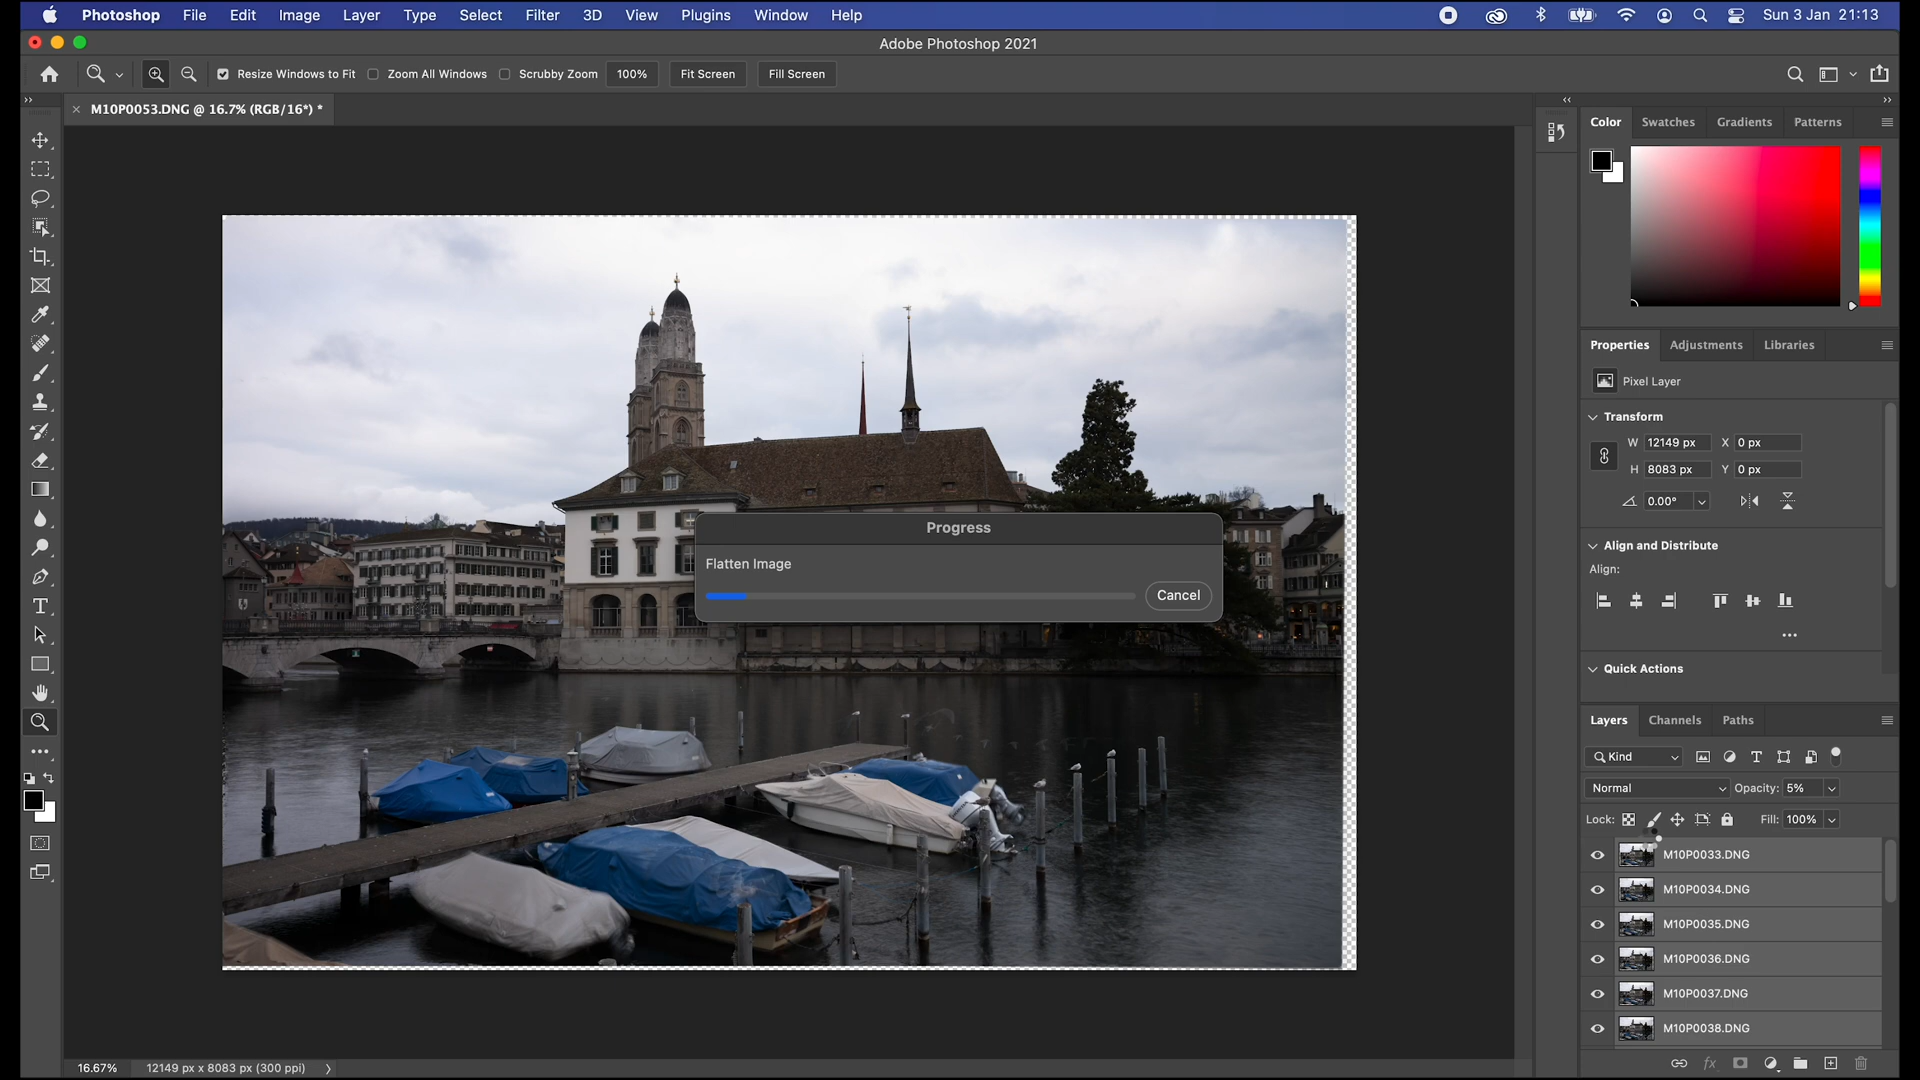 Photoshop File Edit Image Layer Type Select Filter 3D View Plugins Window Help Sun 3 Jan 21:13
Adobe Photoshop 2021
Resize Windows to Fit Zoom All Windows Scrubby Zoom 100% Fit Screen Fill Screen
M10P0053.DNG @ 16.7% (RGB/16*) *
Color Swatches Gradients Patterns
Properties Adjustments Libraries
Pixel Layer
Transform
W 12149 px X 0 px
H 8083 px Y 0 px
0.00°
Align and Distribute
Align:
Quick Actions
Progress
Flatten Image
Cancel
Layers Channels Paths
Kind
Normal Opacity: 5%
Lock: Fill: 100%
M10P0033.DNG
M10P0034.DNG
M10P0035.DNG
M10P0036.DNG
M10P0037.DNG
M10P0038.DNG
16.67% 12149 px x 8083 px (300 ppi)